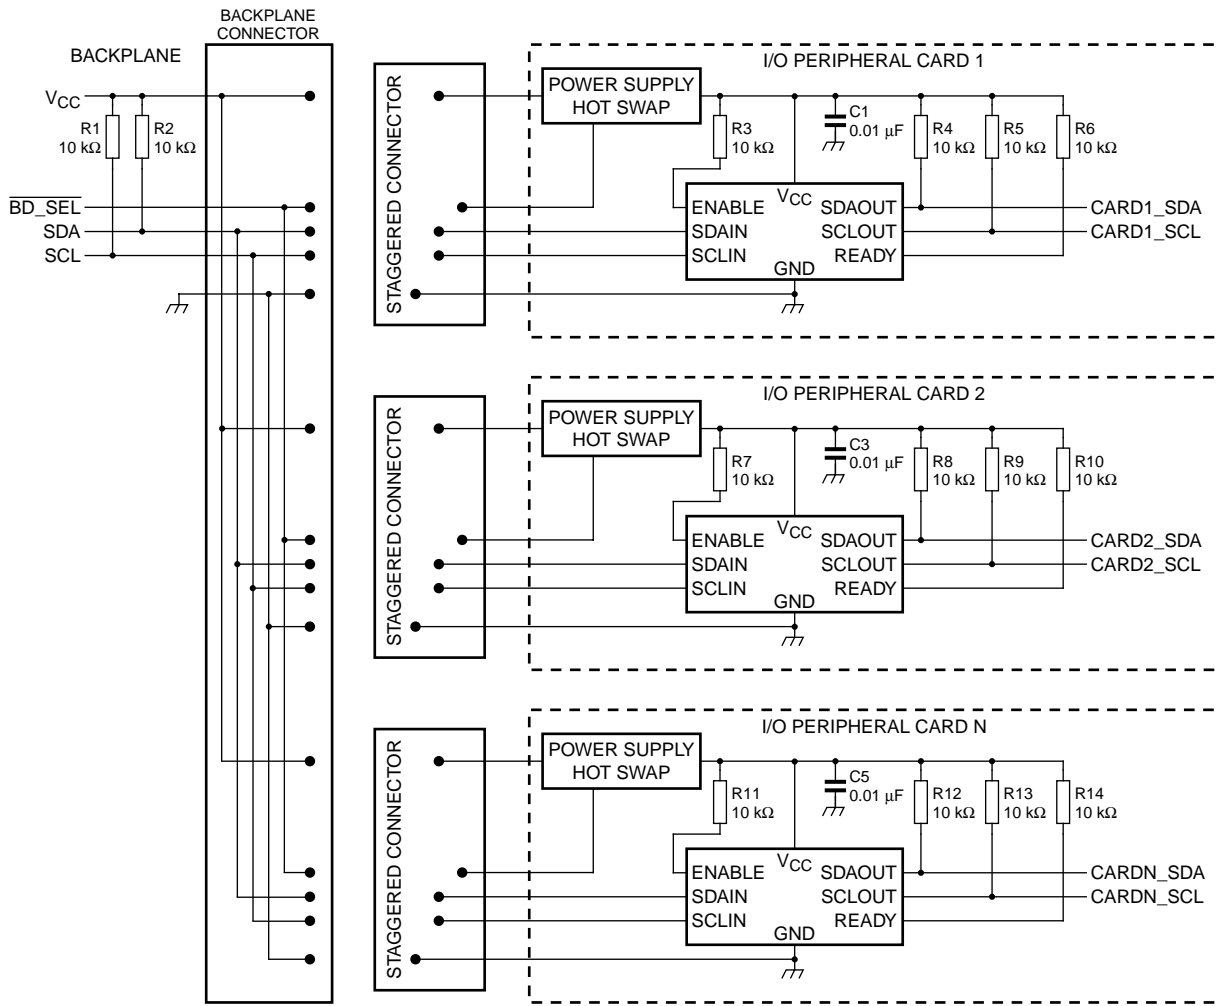 BACKPLANE
CONNECTOR
BACKPLANE
VCC
R1
10 kΩ
R2
10 kΩ
BD_SEL
SDA
SCL
STAGGERED CONNECTOR
I/O PERIPHERAL CARD 1
POWER SUPPLY
HOT SWAP
R3
10 kΩ
C1
0.01 μF
R4
10 kΩ
R5
10 kΩ
R6
10 kΩ
VCC
ENABLE
SDAIN
SCLIN
SDAOUT
SCLOUT
READY
GND
CARD1_SDA
CARD1_SCL
STAGGERED CONNECTOR
I/O PERIPHERAL CARD 2
POWER SUPPLY
HOT SWAP
R7
10 kΩ
C3
0.01 μF
R8
10 kΩ
R9
10 kΩ
R10
10 kΩ
VCC
ENABLE
SDAIN
SCLIN
SDAOUT
SCLOUT
READY
GND
CARD2_SDA
CARD2_SCL
STAGGERED CONNECTOR
I/O PERIPHERAL CARD N
POWER SUPPLY
HOT SWAP
R11
10 kΩ
C5
0.01 μF
R12
10 kΩ
R13
10 kΩ
R14
10 kΩ
VCC
ENABLE
SDAIN
SCLIN
SDAOUT
SCLOUT
READY
GND
CARDN_SDA
CARDN_SCL